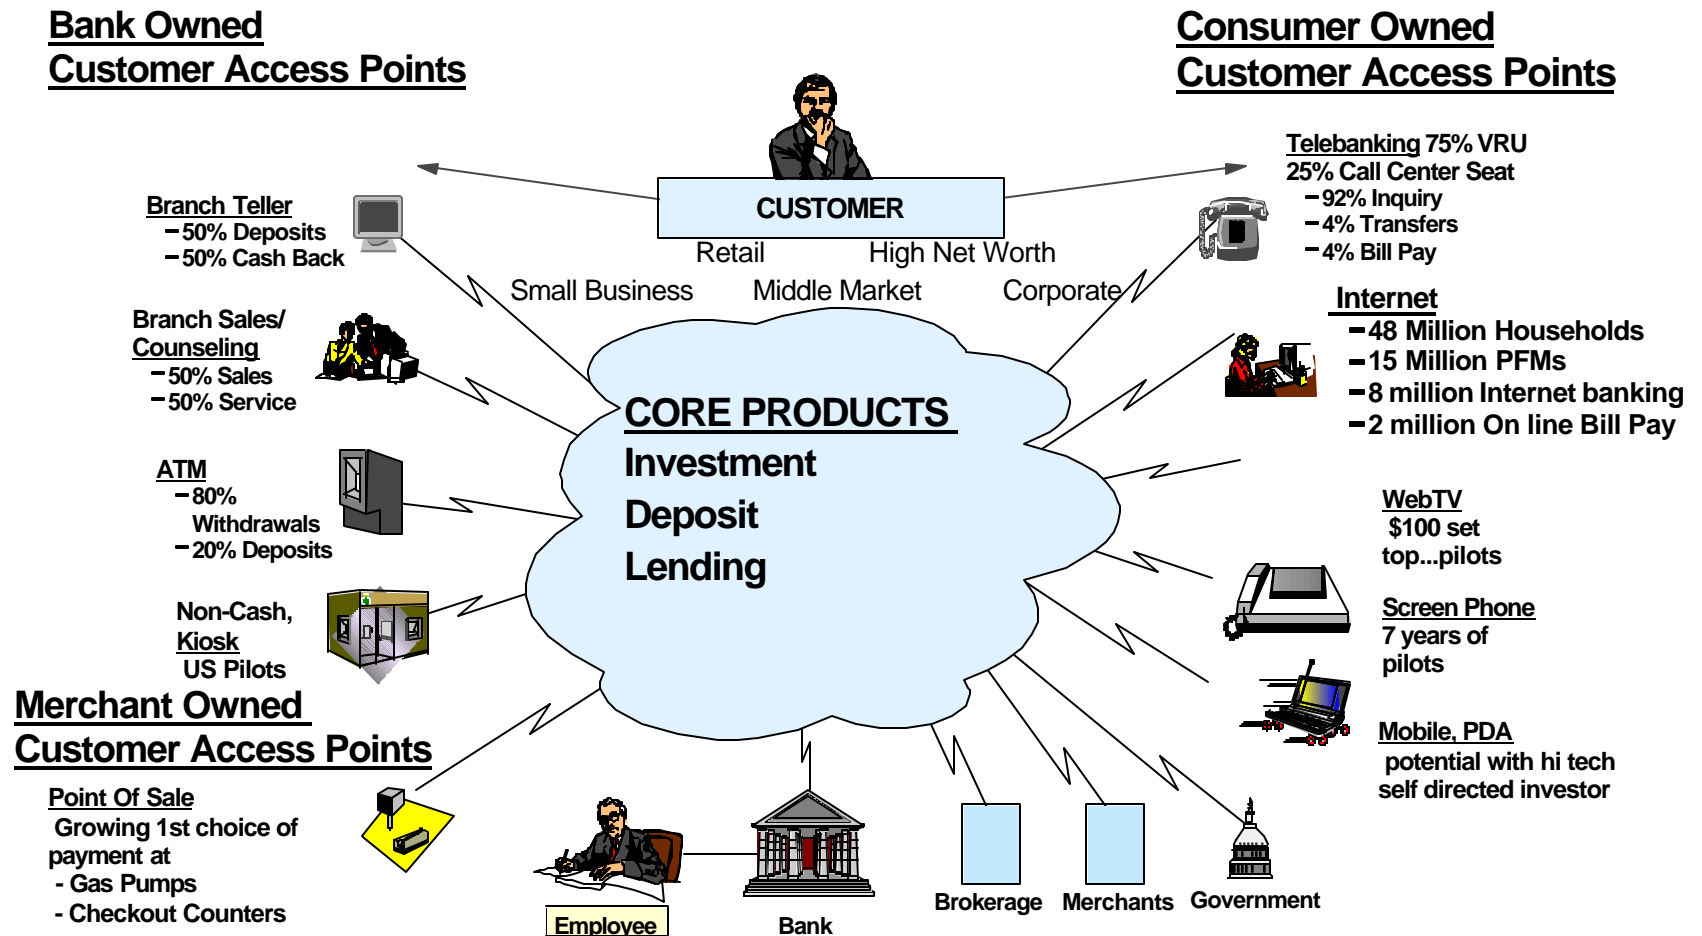 Bank Owned
Customer Access Points
Consumer Owned
Customer Access Points
CUSTOMER
Retail
High Net Worth
Small Business
Middle Market
Corporate
Branch Teller
–50% Deposits
–50% Cash Back
Branch Sales/
Counseling
–50% Sales
–50% Service
ATM
–80%
Withdrawals
–20% Deposits
Non-Cash,
Kiosk
US Pilots
Merchant Owned
Customer Access Points
Point Of Sale
Growing 1st choice of
payment at
- Gas Pumps
- Checkout Counters
CORE PRODUCTS
Investment
Deposit
Lending
Telebanking 75% VRU
25% Call Center Seat
–92% Inquiry
–4% Transfers
–4% Bill Pay
Internet
–48 Million Households
–15 Million PFMs
–8 million Internet banking
–2 million On line Bill Pay
WebTV
$100 set
top...pilots
Screen Phone
7 years of
pilots
Mobile, PDA
potential with hi tech
self directed investor
Employee
Bank
Brokerage
Merchants
Government